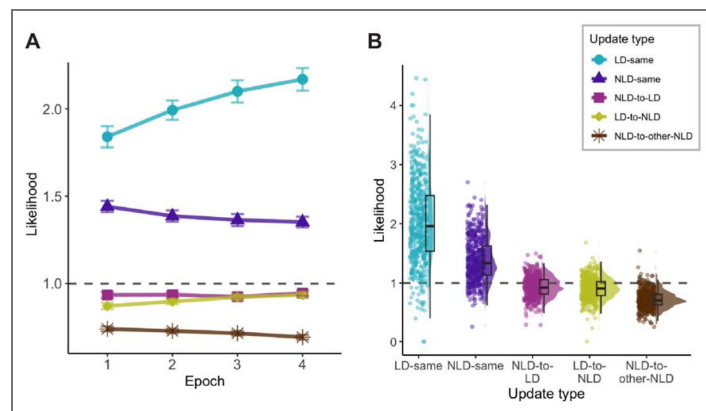 A
Likelihood
2.0
1.5
1.0
1
2
3
4
Epoch
B
Update type
LD-same
NLD-same
NLD-to-LD
LD-to-NLD
NLD-to-other-NLD
Likelihood
4
3
2
1
0
LD-same
NLD-same
NLD-to-
LD
LD-to-
NLD
NLD-to-
other-NLD
Update type